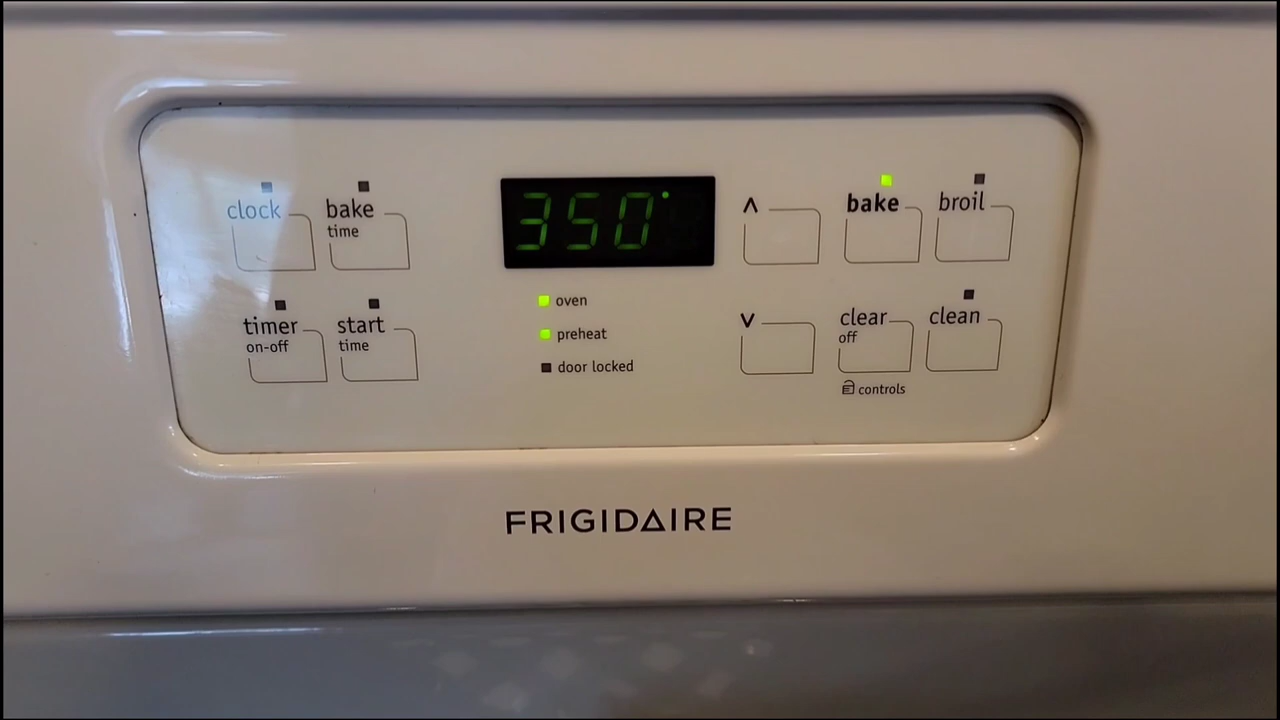 clock
bake
time
350°
^
bake
broil
timer
on-off
start
time
oven
preheat
door locked
v
clear
off
clean
controls
FRIGIDAIRE